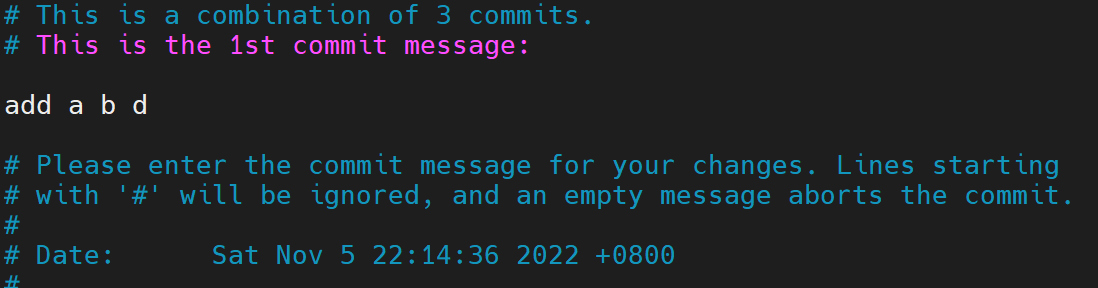 # This is a combination of 3 commits.
# This is the 1st commit message:
add a b d
# Please enter the commit message for your changes. Lines starting
# with '#' will be ignored, and an empty message aborts the commit.
#
# Date:      Sat Nov 5 22:14:36 2022 +0800
#